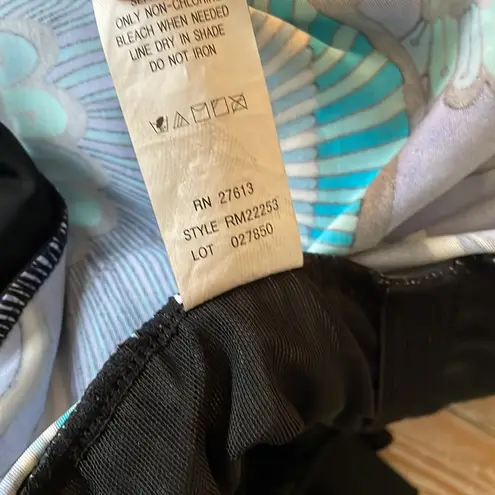 ONLY NON-CHLORINE
BLEACH WHEN NEEDED
LINE DRY IN SHADE
DO NOT IRON
RN 27613
STYLE RM22253
LOT 027850